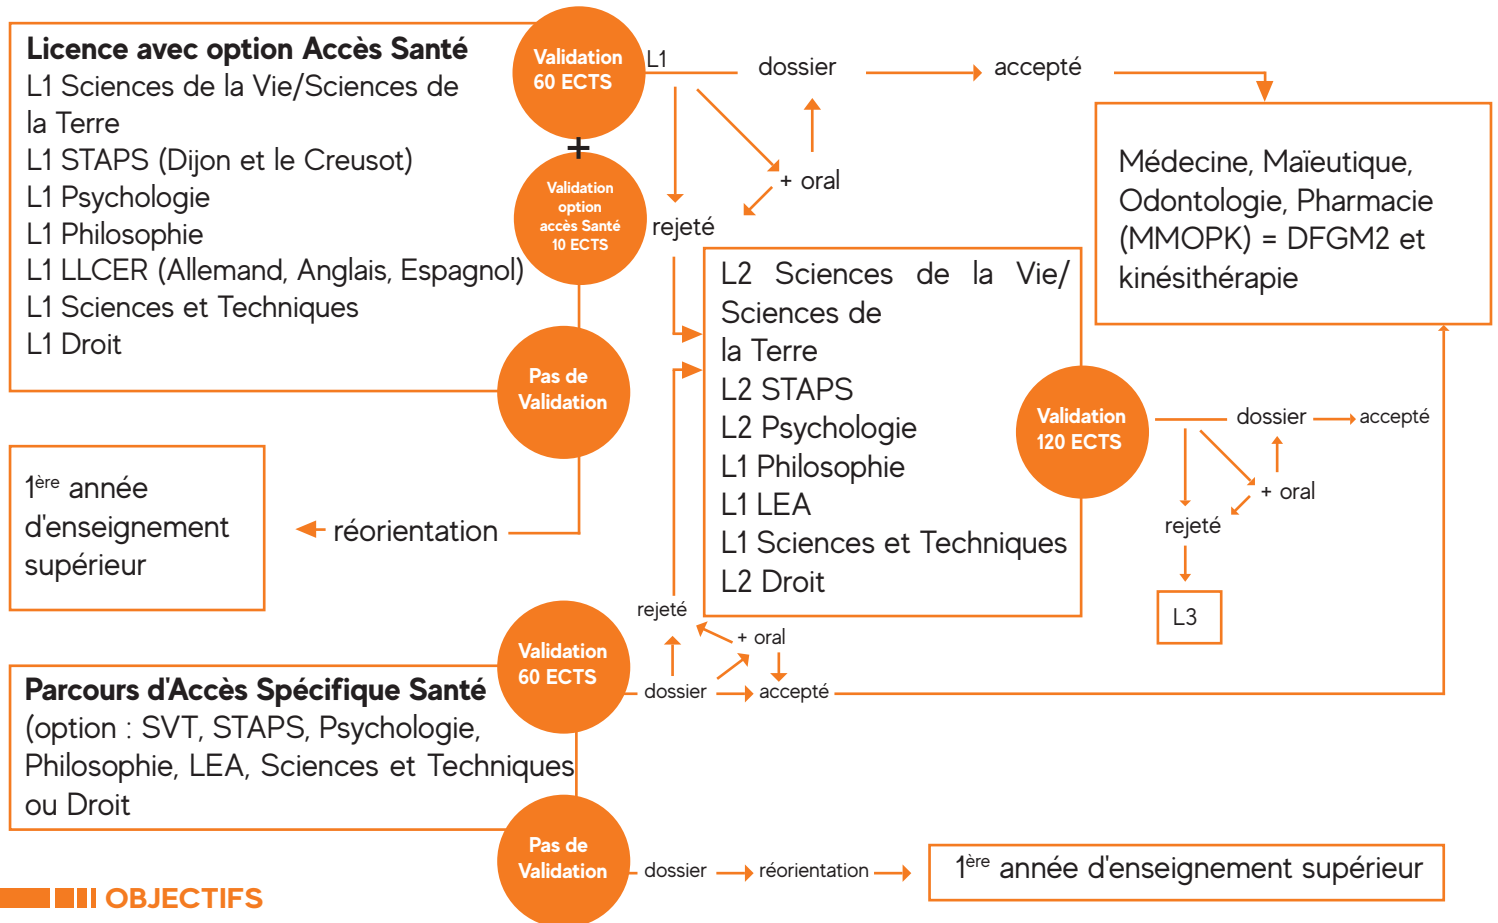 Licence avec option Accès Santé
L1 Sciences de la Vie/Sciences de
la Terre
L1 STAPS (Dijon et le Creusot)
L1 Psychologie
L1 Philosophie
L1 LLCER (Allemand, Anglais, Espagnol)
L1 Sciences et Techniques
L1 Droit
Validation
60 ECTS
+
Validation
option
accès Santé
10 ECTS
Pas de
Validation
L1
dossier
accepté
+ oral
rejeté
Médecine, Maïeutique,
Odontologie, Pharmacie
(MMOPK) = DFGM2 et
kinésithérapie
L2 Sciences de la Vie/
Sciences de
la Terre
L2 STAPS
L2 Psychologie
L1 Philosophie
L1 LEA
L1 Sciences et Techniques
L2 Droit
Validation
120 ECTS
dossier
accepté
+ oral
rejeté
L3
1ère année
d'enseignement
supérieur
réorientation
Parcours d'Accès Spécifique Santé
(option : SVT, STAPS, Psychologie,
Philosophie, LEA, Sciences et Techniques
ou Droit
Validation
60 ECTS
rejeté
+ oral
dossier
accepté
Pas de
Validation
dossier
réorientation
1ère année d'enseignement supérieur
OBJECTIFS